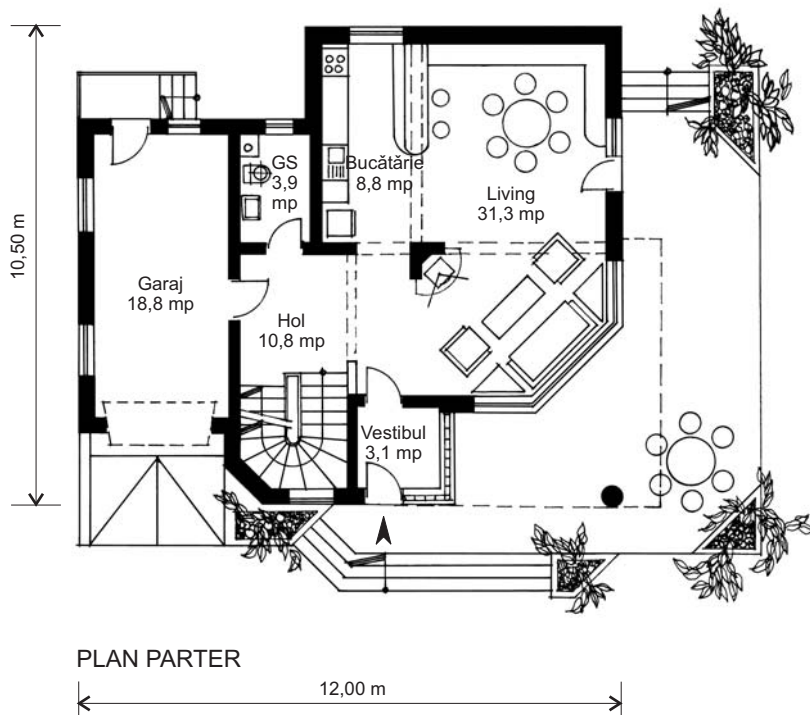 GS
3,9
mp
Bucătărie
8,8 mp
Living
31,3 mp
10,50 m
Garaj
18,8 mp
Hol
10,8 mp
Vestibul
3,1 mp
PLAN PARTER
12,00 m